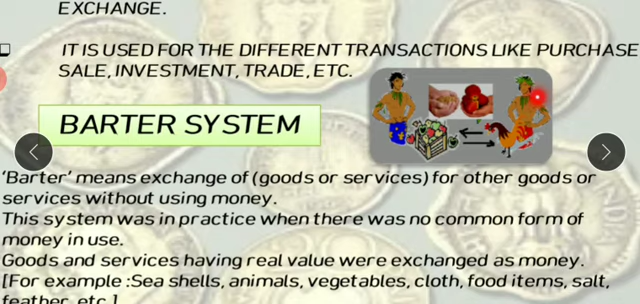 EXCHANGE.
IT IS USED FOR THE DIFFERENT TRANSACTIONS LIKE PURCHASE
SALE, INVESTMENT, TRADE, ETC.
BARTER SYSTEM
‘Barter’ means exchange of (goods or services) for other goods or
services without using money.
This system was in practice when there was no common form of
money in use.
Goods and services having real value were exchanged as money.
[For example :Sea shells, animals, vegetables, cloth, food items, salt,
feather, etc.]